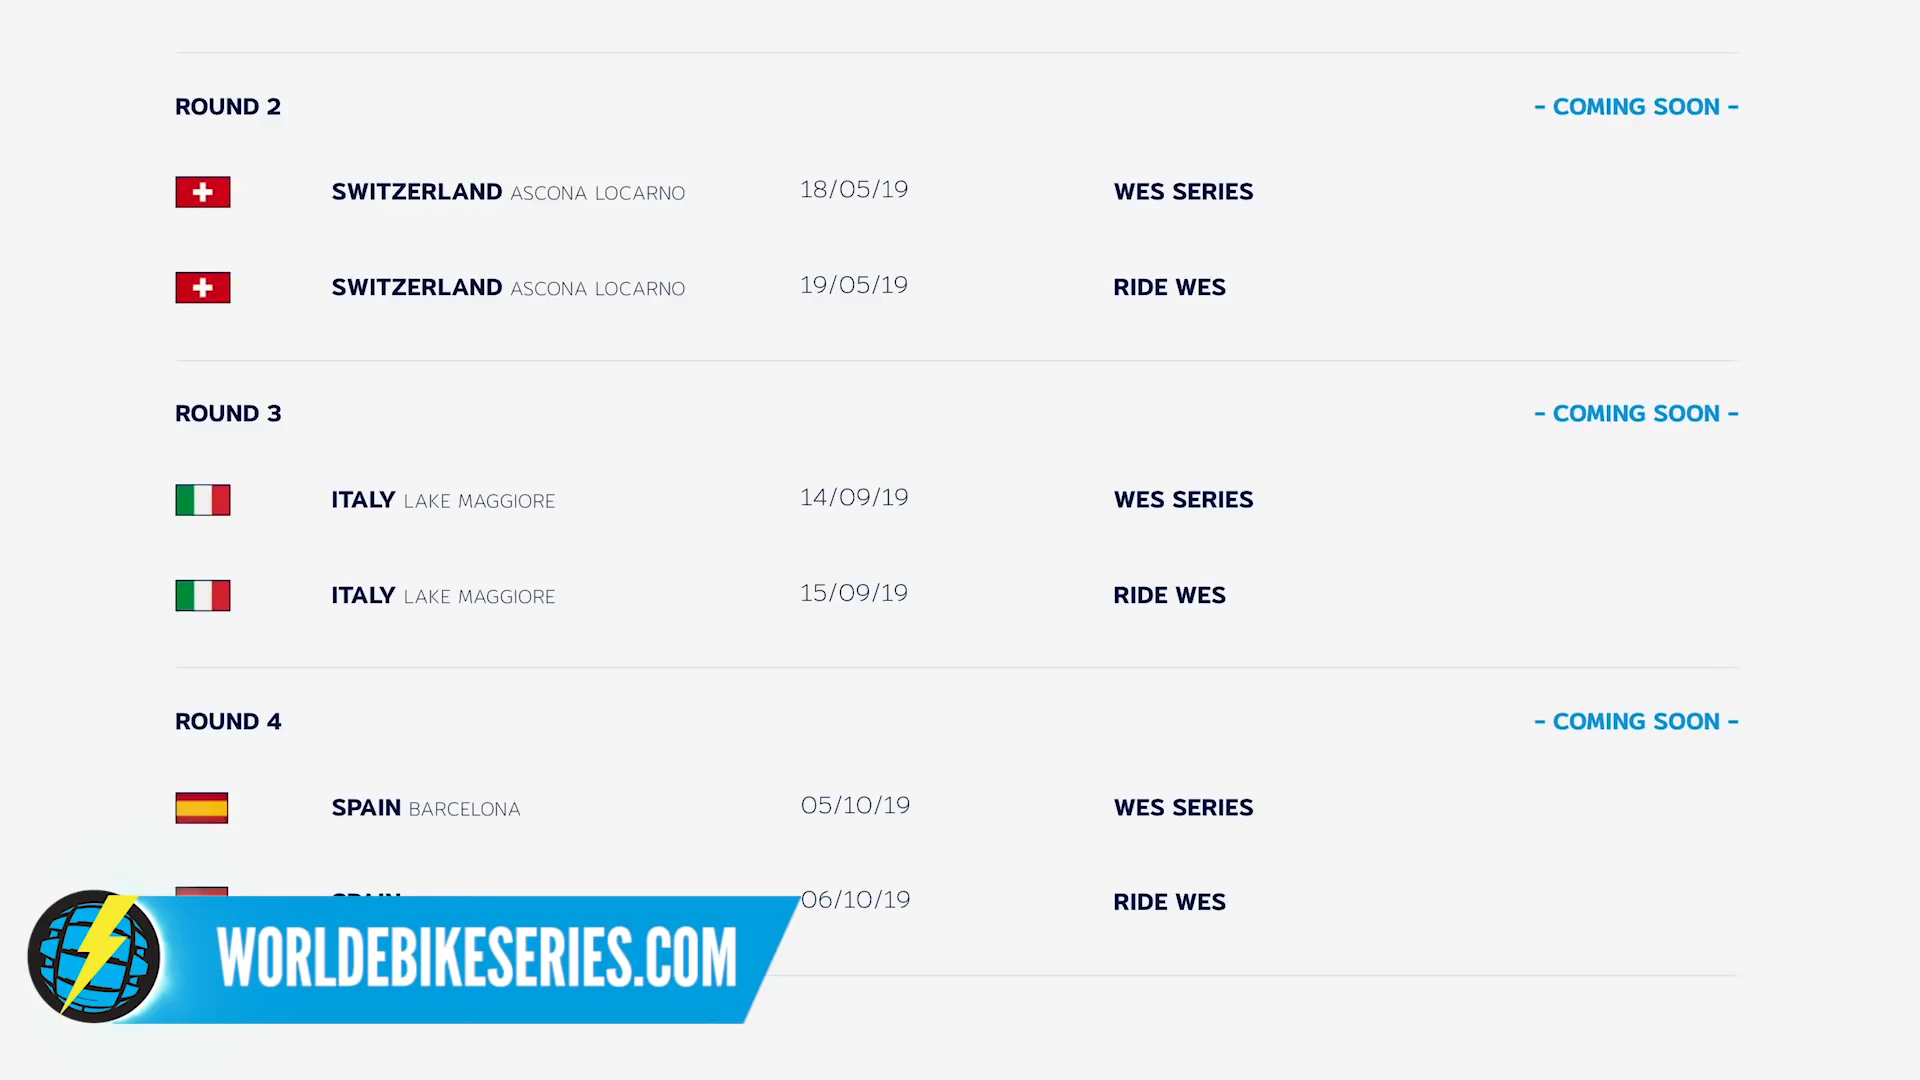 ROUND 2
- COMING SOON -
SWITZERLAND ASCONA LOCARNO 18/05/19 WES SERIES
SWITZERLAND ASCONA LOCARNO 19/05/19 RIDE WES
ROUND 3
- COMING SOON -
ITALY LAKE MAGGIORE 14/09/19 WES SERIES
ITALY LAKE MAGGIORE 15/09/19 RIDE WES
ROUND 4
- COMING SOON -
SPAIN BARCELONA 05/10/19 WES SERIES
06/10/19 RIDE WES
WORLDEBIKESERIES.COM